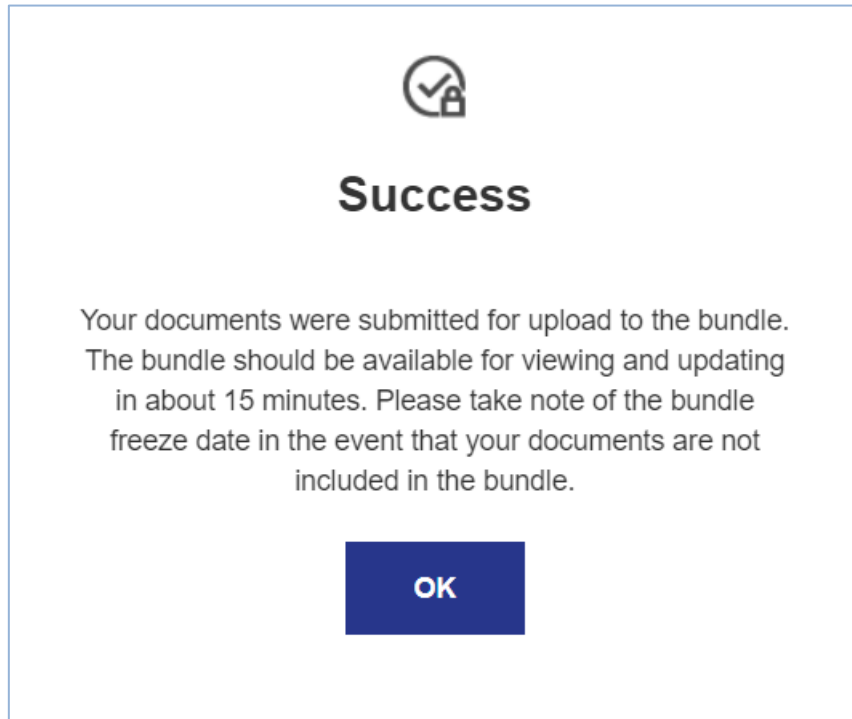 Success
Your documents were submitted for upload to the bundle.
The bundle should be available for viewing and updating
in about 15 minutes. Please take note of the bundle
freeze date in the event that your documents are not
included in the bundle.
OK